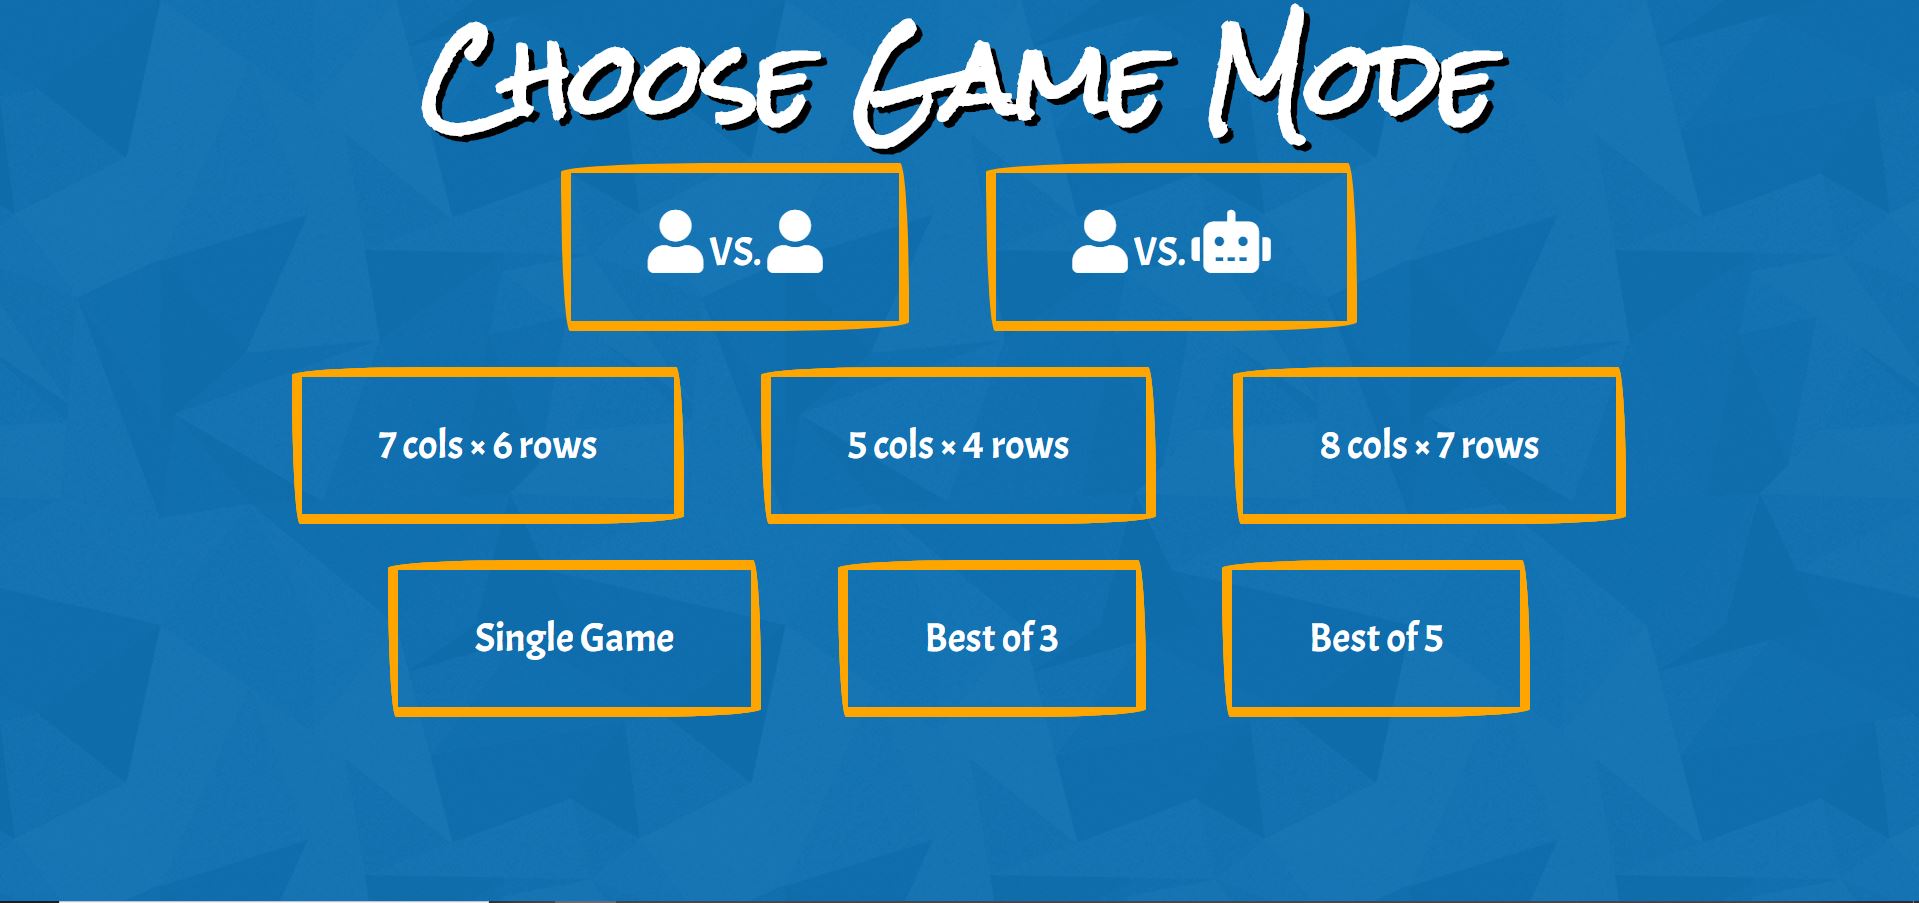 Choose Game Mode
VS.
VS.
7 cols × 6 rows
5 cols × 4 rows
8 cols × 7 rows
Single Game
Best of 3
Best of 5